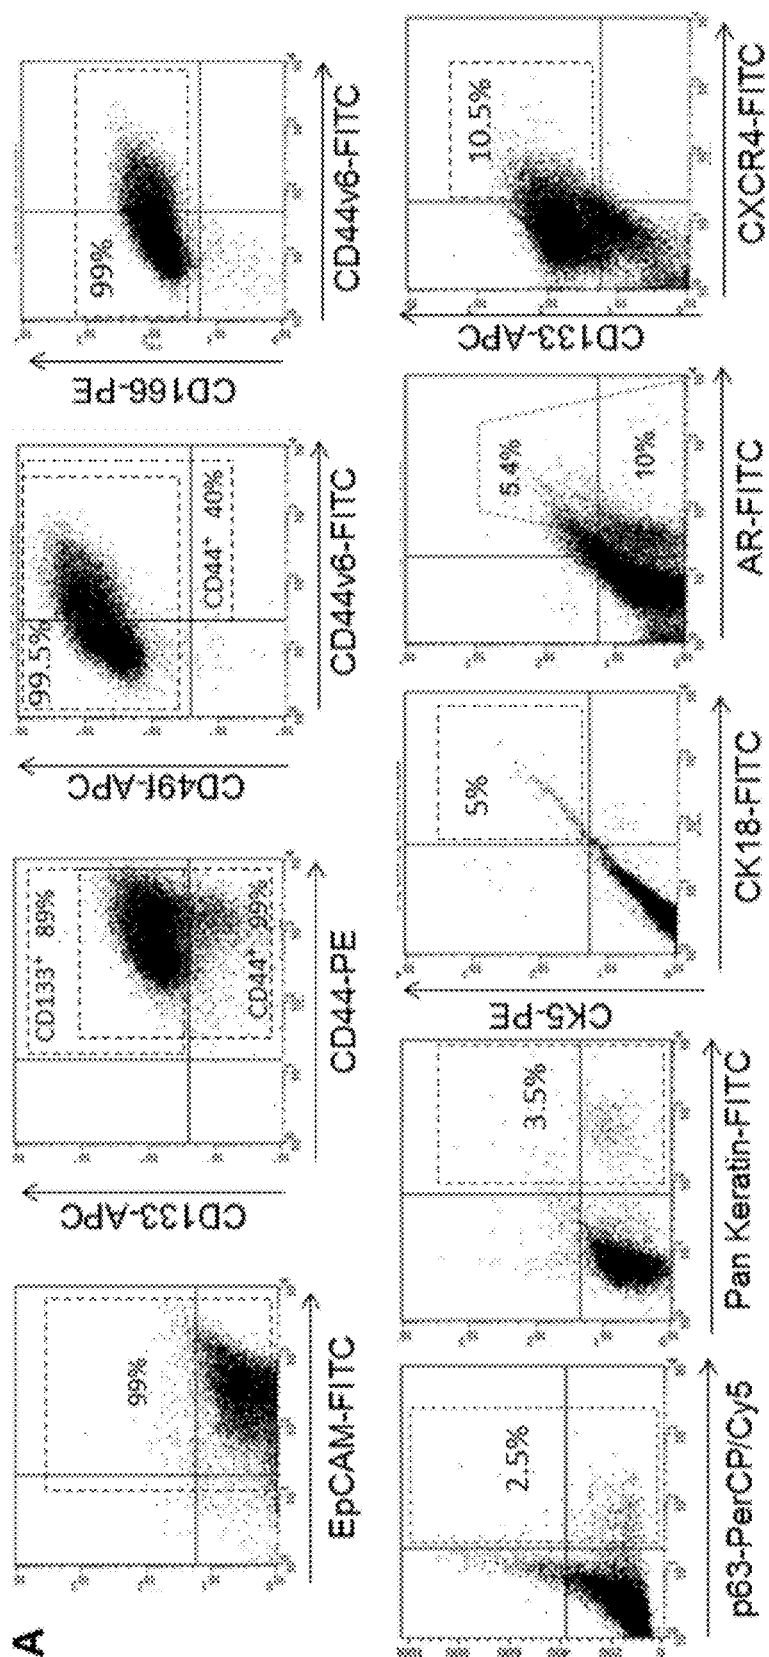 A
99%
EpCAM-FITC
CD133+ 89%
CD44+ 99%
CD133-APC
CD44-PE
99.5%
CD44+ 40%
CD49f-APC
CD44v6-FITC
99%
CD166-PE
CD44v6-FITC
2.5%
p63-PerCP/Cy5
3.5%
Pan Keratin-FITC
5%
CK5-PE
CK18-FITC
5.4%
10%
AR-FITC
10.5%
CD133-APC
CXCR4-FITC